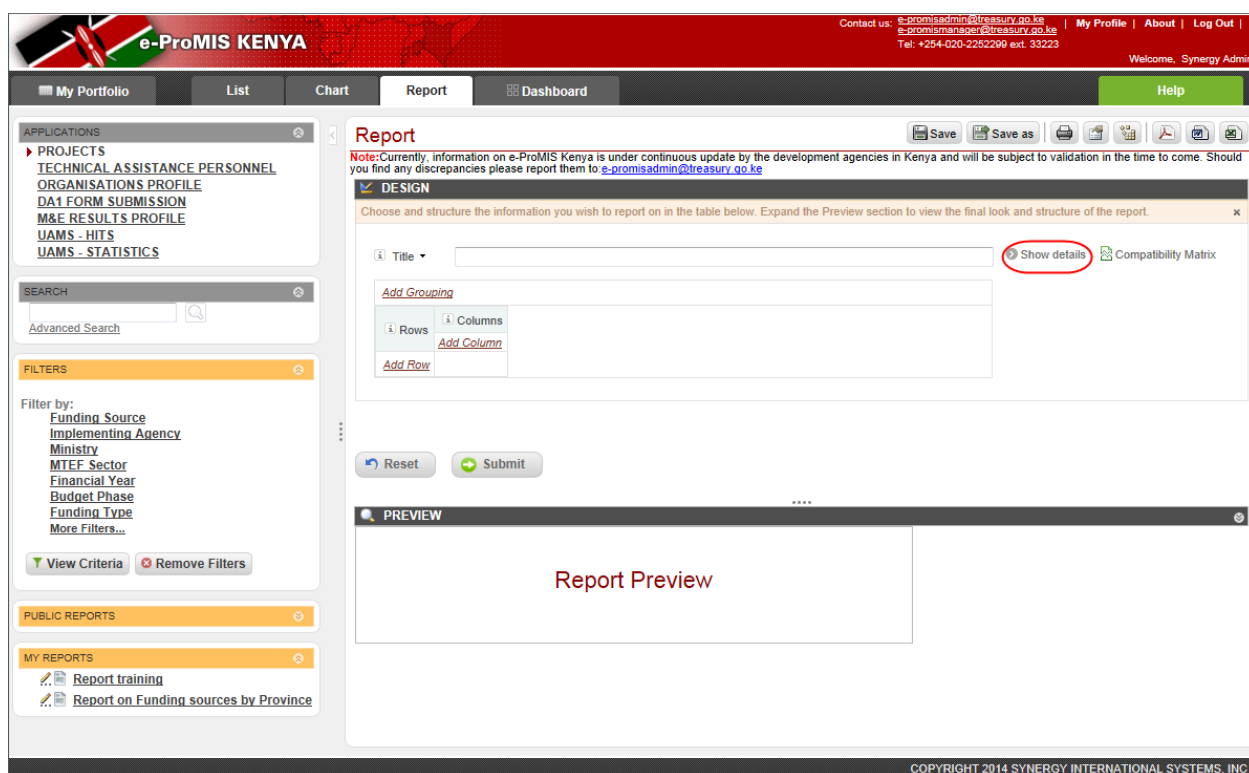 e-ProMIS KENYA
Contact us: e-promisadmin@treasury.go.ke
e-promismanager@treasury.go.ke
Tel: +254-020-2252299 ext. 33223
| My Profile | About | Log Out |
Welcome, Synergy Admin
My Portfolio List Chart Report Dashboard Help
APPLICATIONS
PROJECTS
TECHNICAL ASSISTANCE PERSONNEL
ORGANISATIONS PROFILE
DA1 FORM SUBMISSION
M&E RESULTS PROFILE
UAMS - HITS
UAMS - STATISTICS
SEARCH
Advanced Search
FILTERS
Filter by:
Funding Source
Implementing Agency
Ministry
MTEF Sector
Financial Year
Budget Phase
Funding Type
More Filters...
View Criteria Remove Filters
PUBLIC REPORTS
MY REPORTS
Report training
Report on Funding sources by Province
Report
Save Save as
Note:Currently, information on e-ProMIS Kenya is under continuous update by the development agencies in Kenya and will be subject to validation in the time to come. Should
you find any discrepancies please report them to:e-promisadmin@treasury.go.ke
DESIGN
Choose and structure the information you wish to report on in the table below. Expand the Preview section to view the final look and structure of the report. x
Title Show details Compatibility Matrix
Add Grouping
Rows Columns
Add Column
Add Row
Reset Submit
PREVIEW
Report Preview
COPYRIGHT 2014 SYNERGY INTERNATIONAL SYSTEMS, INC.